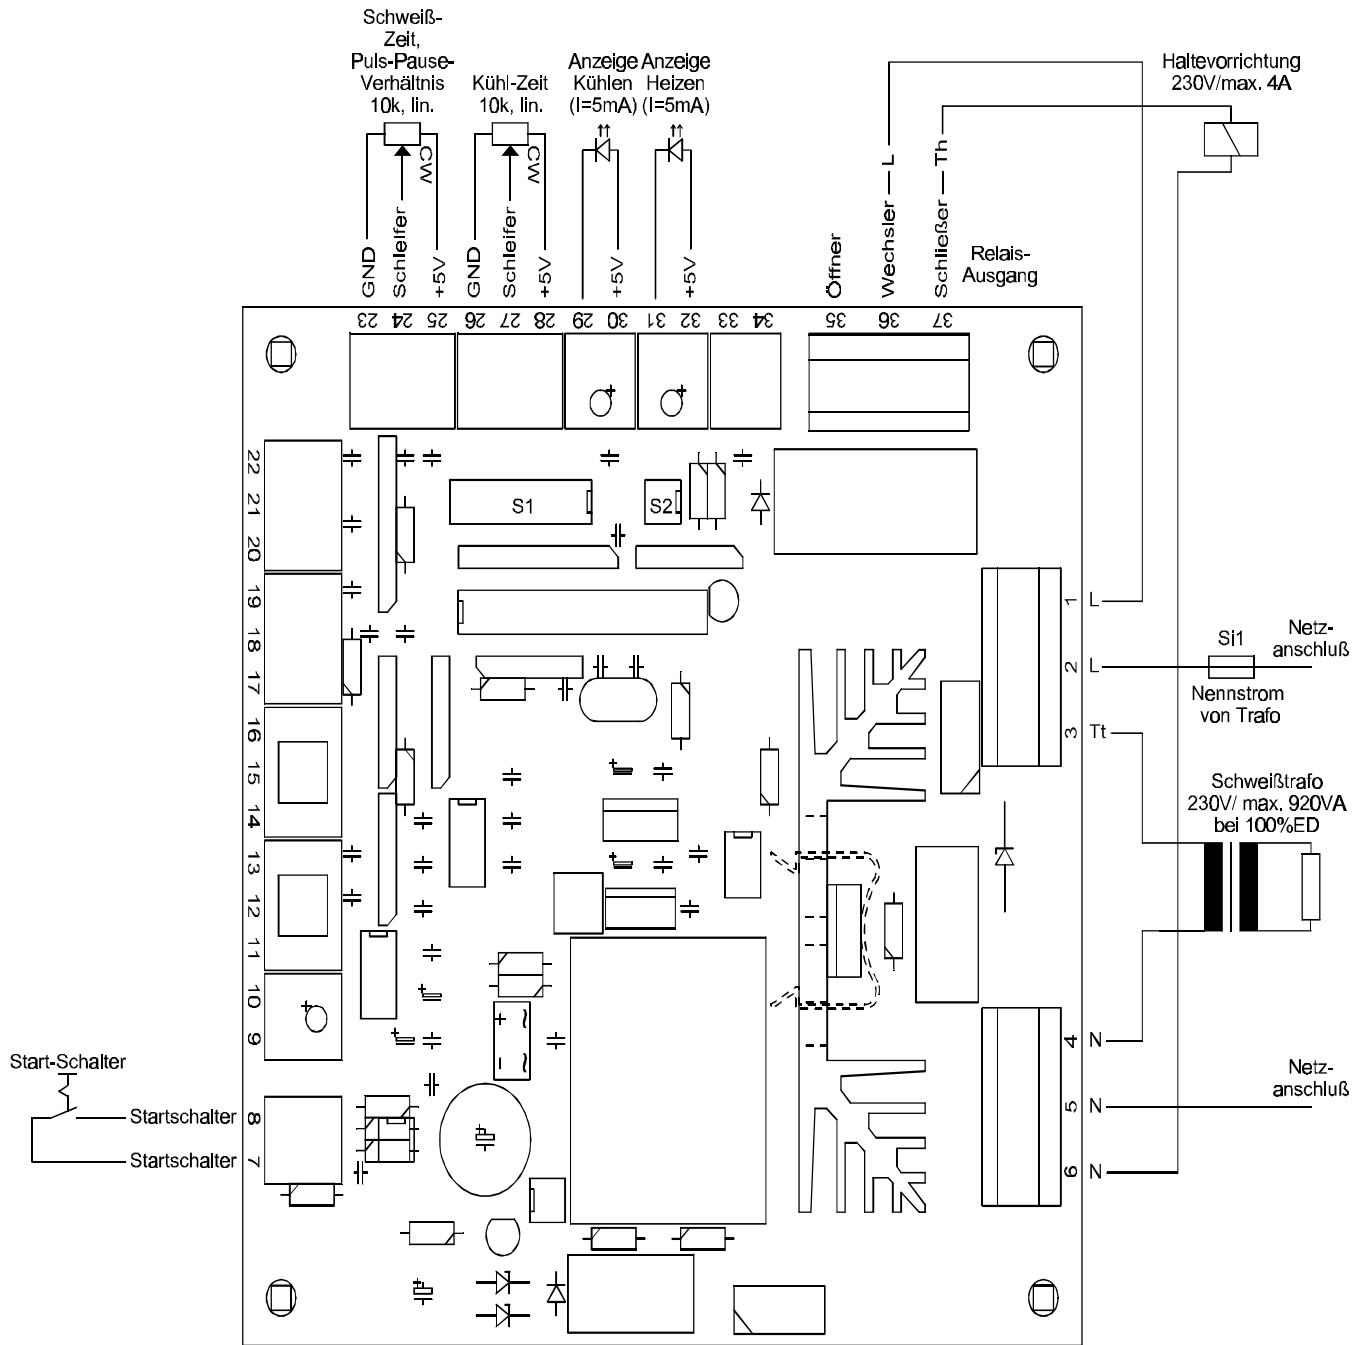 Schweiß-
Zeit,
Puls-Pause-
Verhältnis
10k, lin.
Kühl-Zeit
10k, lin.
Anzeige
Kühlen
(I=5mA)
Anzeige
Heizen
(I=5mA)
Haltevorrichtung
230V/max. 4A
CW
CW
GND
Schleifer
+5V
GND
Schleifer
+5V
+5V
+5V
Öffner
Wechsler
L
Schließer
Th
Relais-
Ausgang
23
24
25
26
27
28
29
30
31
32
33
34
35
36
37
22
21
20
19
18
17
16
15
14
13
12
11
10
9
8
7
S1
S2
1 L
2 L
3 Tt
Si1
Netz-
anschluß
Nennstrom
von Trafo
Schweißtrafo
230V/ max. 920VA
bei 100%ED
4 N
5 N
6 N
Netz-
anschluß
Start-Schalter
Startschalter
Startschalter